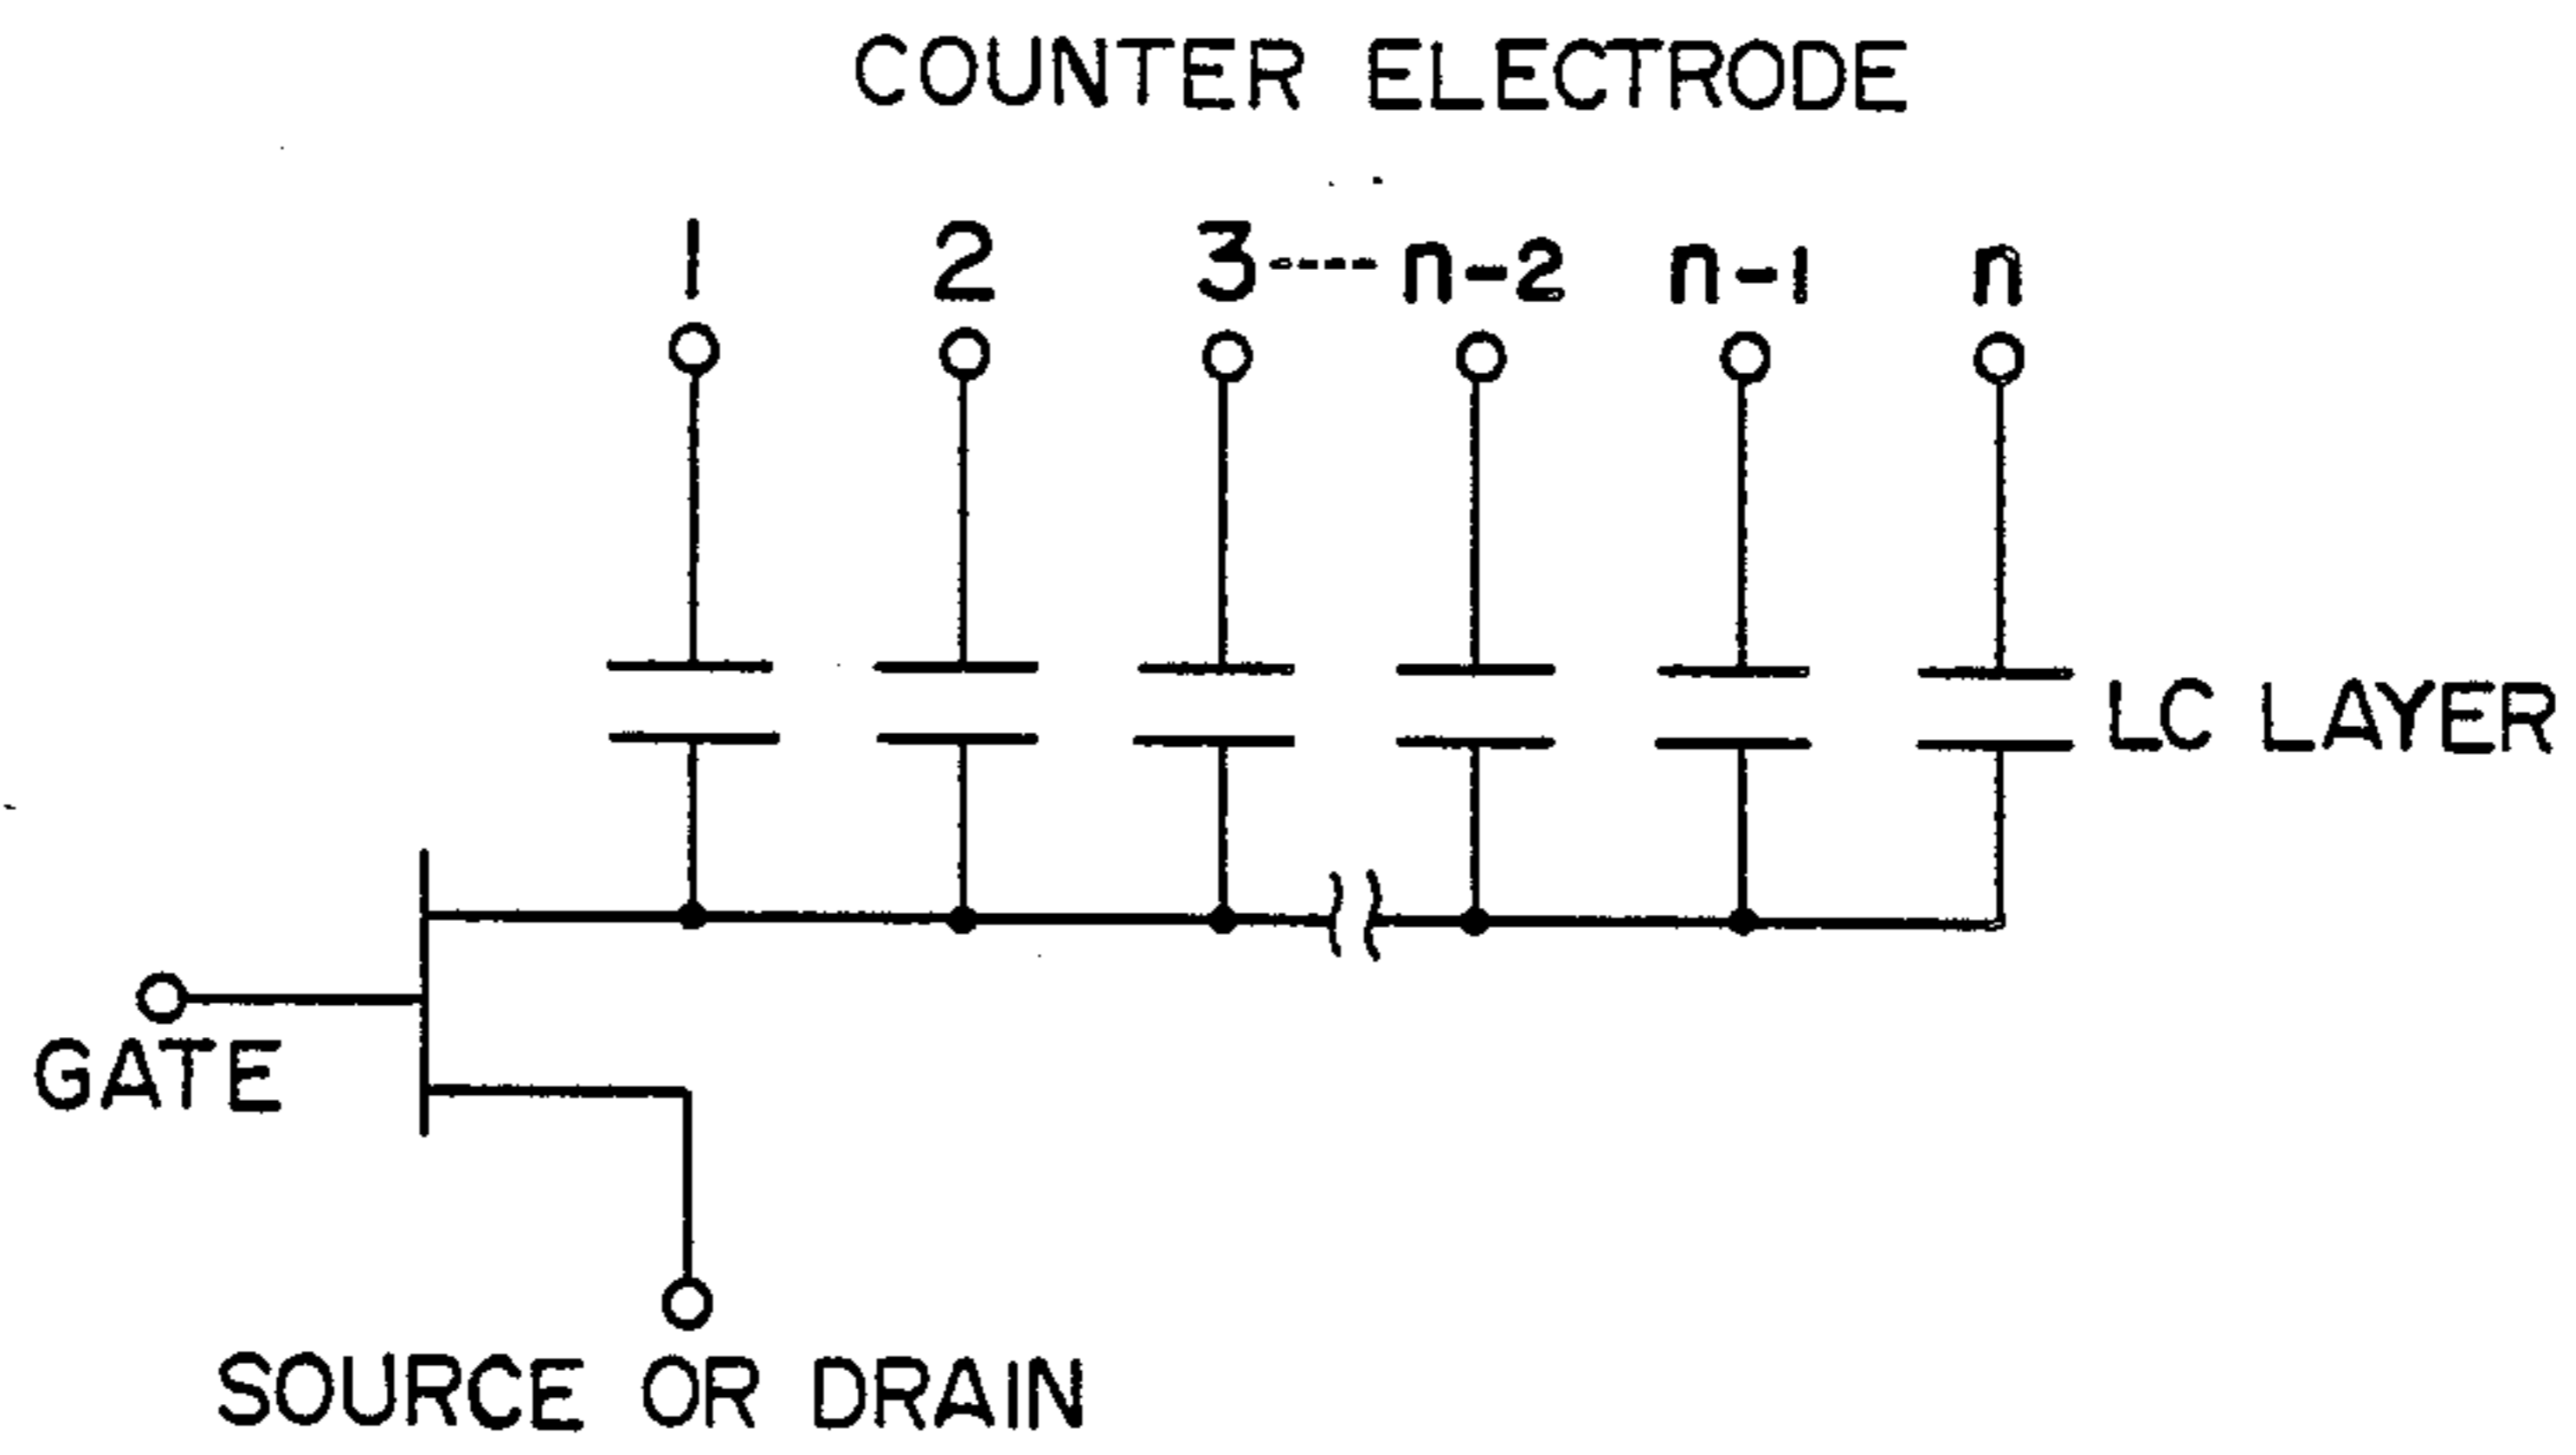 COUNTER ELECTRODE
1 2 3----n-2 n-1 n
LC LAYER
GATE
SOURCE OR DRAIN